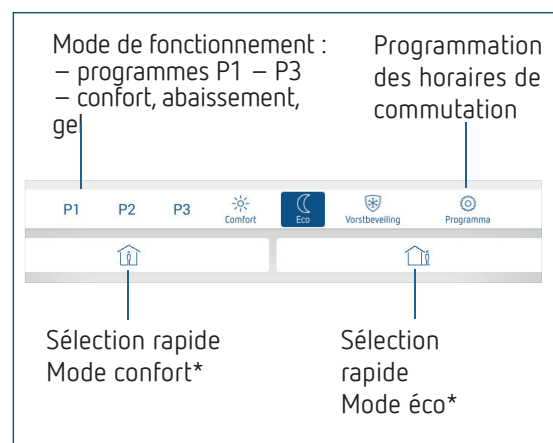 Mode de fonctionnement :
– programmes P1 – P3
– confort, abaissement,
gel
Programmation
des horaires de
commutation
P1 P2 P3 Comfort Eco Vorstbeveiling Programma
Sélection rapide
Mode confort*
Sélection
rapide
Mode éco*